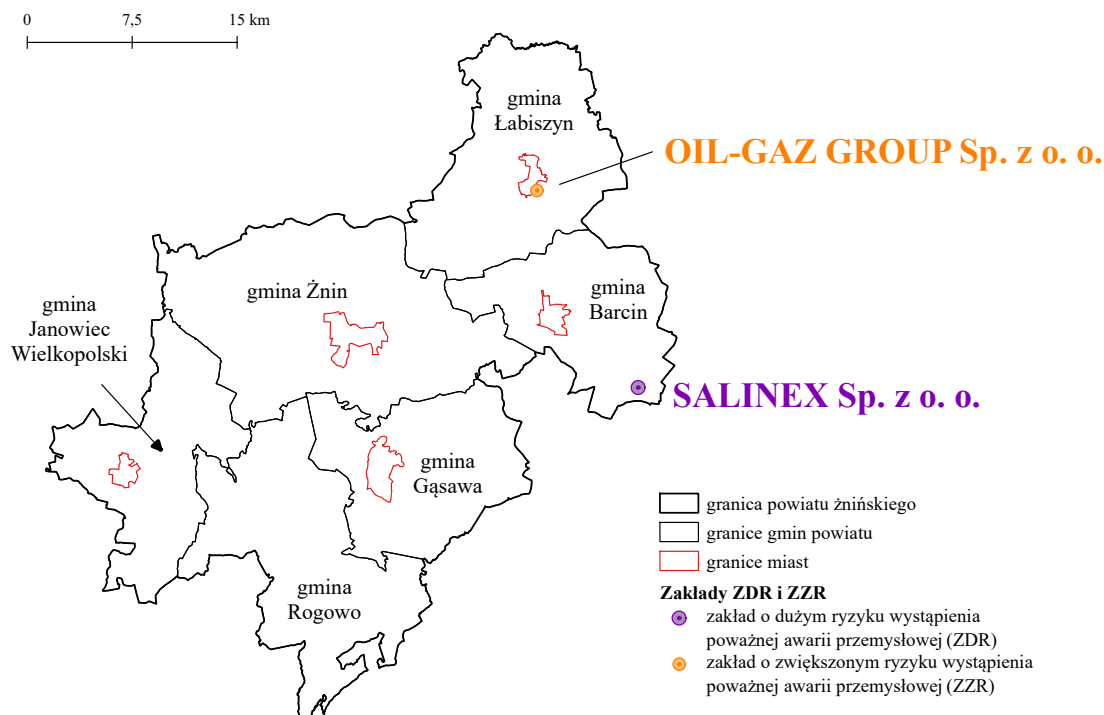 0
7,5
15 km
gmina
Łabiszyn
OIL-GAZ GROUP Sp. z o. o.
gmina Żnin
gmina
Barcin
gmina
Janowiec
Wielkopolski
SALINEX Sp. z o. o.
gmina
Gąsawa
gmina
Rogowo
granica powiatu żnińskiego
granice gmin powiatu
granice miast
Zakłady ZDR i ZZR
zakład o dużym ryzyku wystąpienia
poważnej awarii przemysłowej (ZDR)
zakład o zwiększonym ryzyku wystąpienia
poważnej awarii przemysłowej (ZZR)